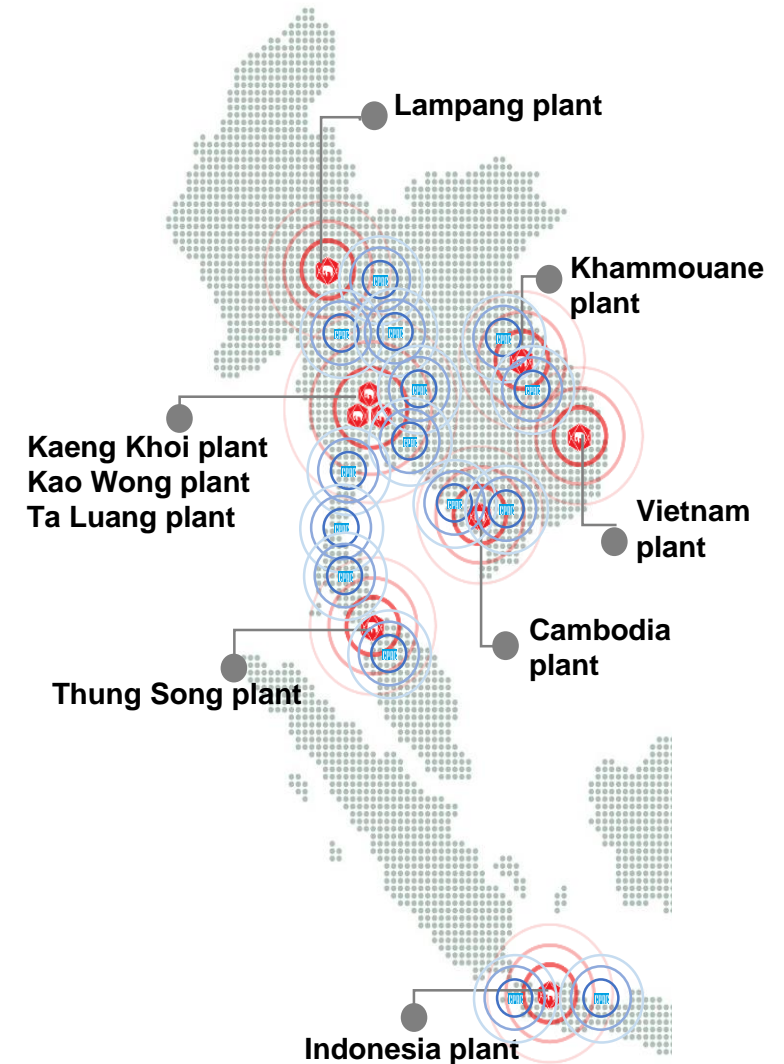 Lampang plant
Khammouane
plant
Kaeng Khoi plant
Kao Wong plant
Ta Luang plant
Vietnam
plant
Cambodia
plant
Thung Song plant
Indonesia plant